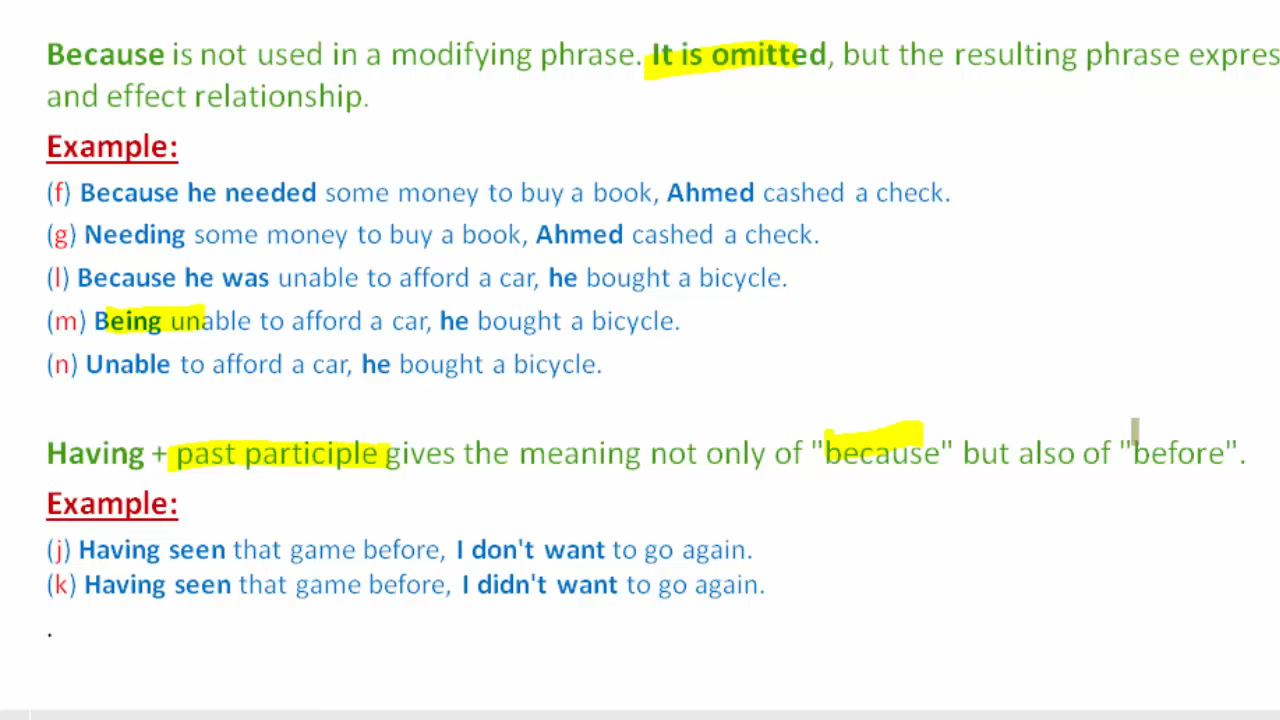 Because is not used in a modifying phrase. It is omitted, but the resulting phrase expres
and effect relationship.
Example:
(f) Because he needed some money to buy a book, Ahmed cashed a check.
(g) Needing some money to buy a book, Ahmed cashed a check.
(l) Because he was unable to afford a car, he bought a bicycle.
(m) Being unable to afford a car, he bought a bicycle.
(n) Unable to afford a car, he bought a bicycle.
Having + past participle gives the meaning not only of "because" but also of "before".
Example:
(j) Having seen that game before, I don't want to go again.
(k) Having seen that game before, I didn't want to go again.
.